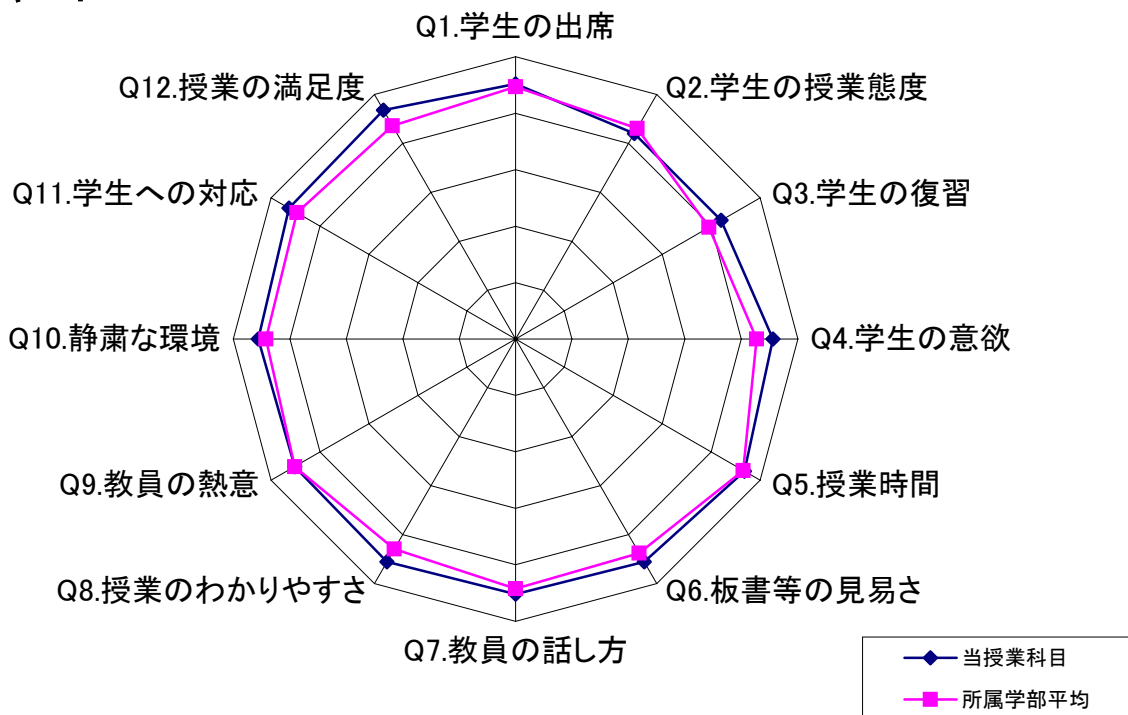 Q1.学生の出席
Q2.学生の授業態度
Q3.学生の復習
Q4.学生の意欲
Q5.授業時間
Q6.板書等の見易さ
Q7.教員の話し方
Q8.授業のわかりやすさ
Q9.教員の熱意
Q10.静粛な環境
Q11.学生への対応
Q12.授業の満足度
当授業科目
所属学部平均